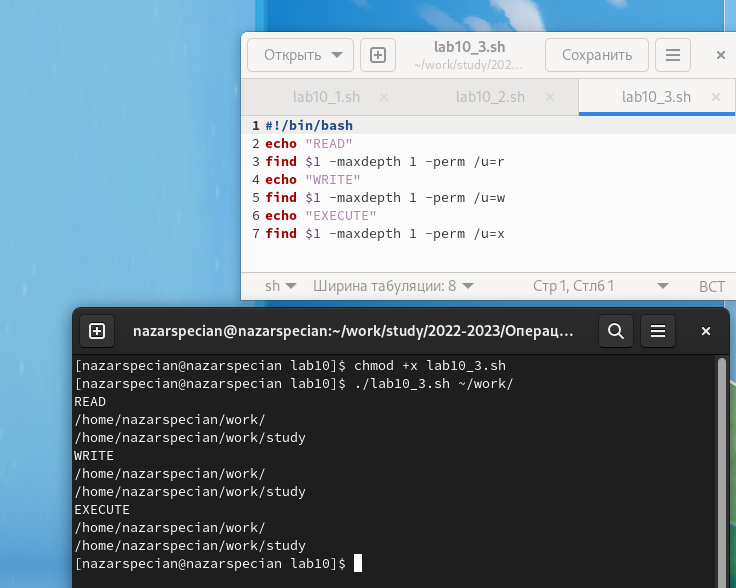 Открыть
lab10_3.sh
~/work/study/202…
Сохранить
lab10_1.sh × lab10_2.sh × lab10_3.sh ×
1 #!/bin/bash
2 echo "READ"
3 find $1 -maxdepth 1 -perm /u=r
4 echo "WRITE"
5 find $1 -maxdepth 1 -perm /u=w
6 echo "EXECUTE"
7 find $1 -maxdepth 1 -perm /u=x
sh Ширина табуляции: 8 Стр 1, Стлб 1 ВСТ
nazarspecian@nazarspecian:~/work/study/2022-2023/Операц…
[nazarspecian@nazarspecian lab10]$ chmod +x lab10_3.sh
[nazarspecian@nazarspecian lab10]$ ./lab10_3.sh ~/work/
READ
/home/nazarspecian/work/
/home/nazarspecian/work/study
WRITE
/home/nazarspecian/work/
/home/nazarspecian/work/study
EXECUTE
/home/nazarspecian/work/
/home/nazarspecian/work/study
[nazarspecian@nazarspecian lab10]$